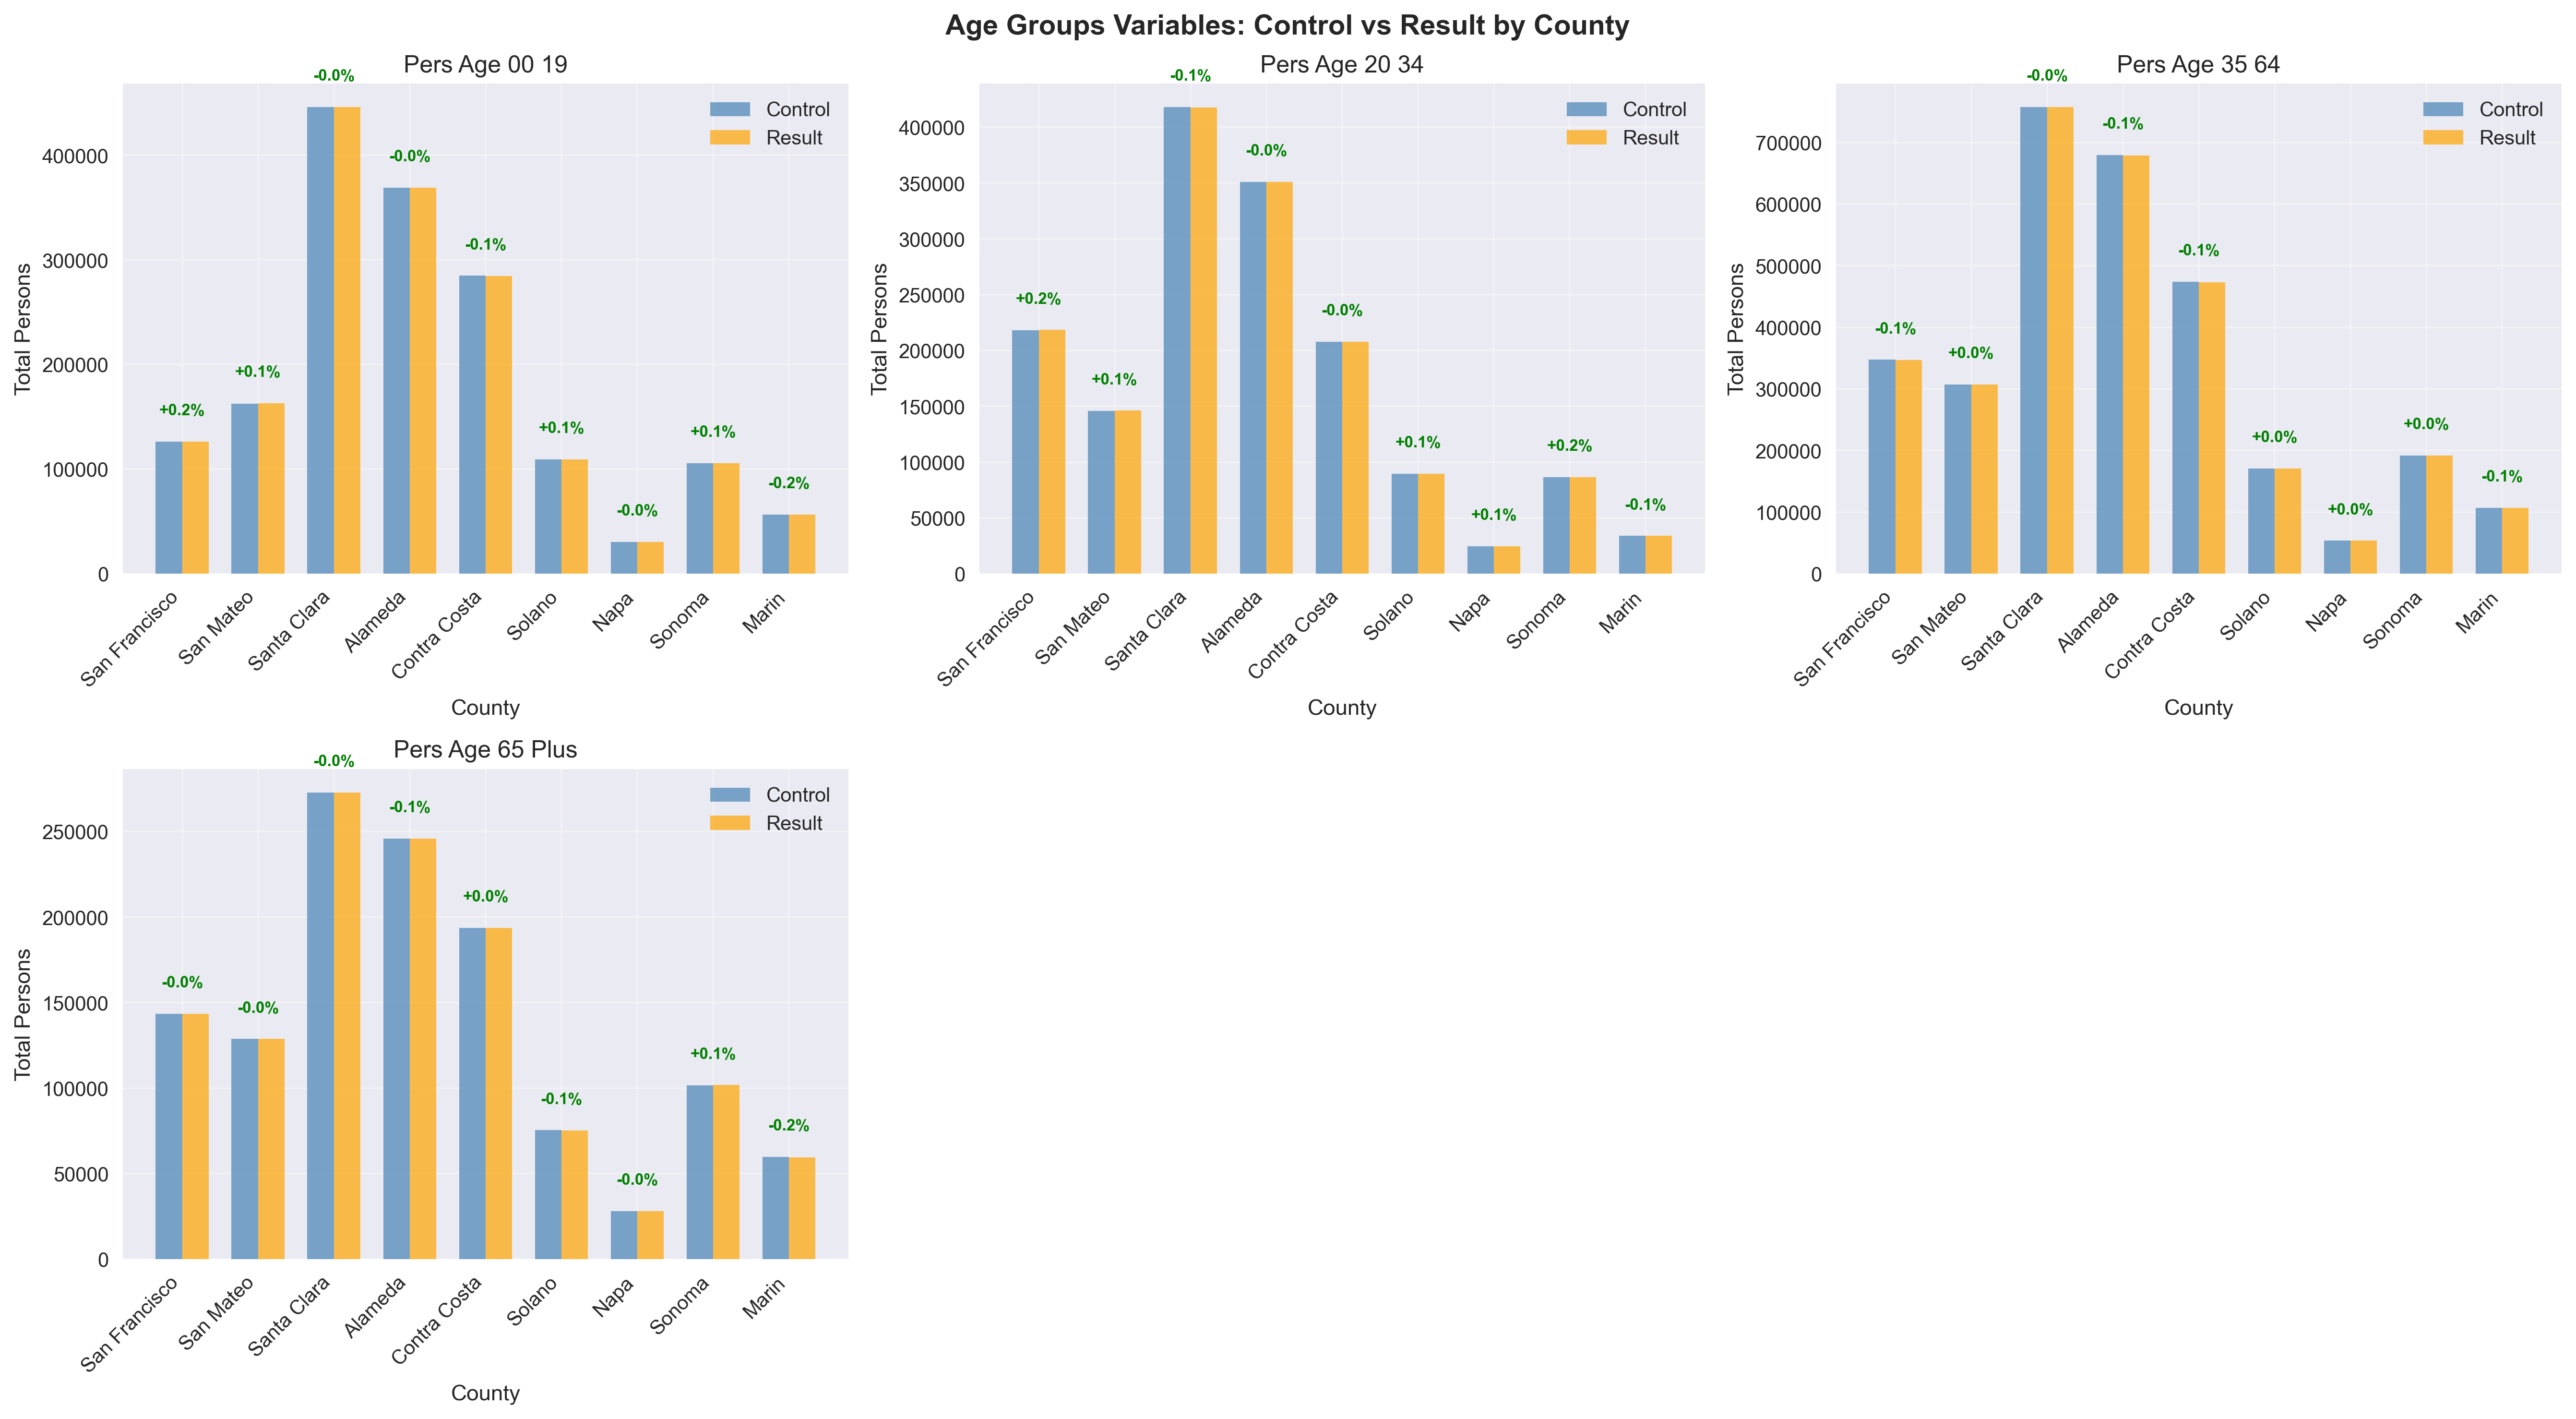 Age Groups Variables: Control vs Result by County
Pers Age 00 19
Total Persons
400000
300000
200000
100000
0
+0.2%
+0.1%
-0.0%
-0.0%
-0.1%
+0.1%
-0.0%
+0.1%
-0.2%
Control
Result
San Francisco
San Mateo
Santa Clara
Alameda
Contra Costa
Solano
Napa
Sonoma
Marin
County
Pers Age 20 34
Total Persons
400000
350000
300000
250000
200000
150000
100000
50000
0
+0.2%
+0.1%
-0.1%
-0.0%
-0.0%
+0.1%
+0.1%
+0.2%
-0.1%
Control
Result
San Francisco
San Mateo
Santa Clara
Alameda
Contra Costa
Solano
Napa
Sonoma
Marin
County
Pers Age 35 64
Total Persons
700000
600000
500000
400000
300000
200000
100000
0
-0.1%
+0.0%
-0.0%
-0.1%
-0.1%
+0.0%
+0.0%
+0.0%
-0.1%
Control
Result
San Francisco
San Mateo
Santa Clara
Alameda
Contra Costa
Solano
Napa
Sonoma
Marin
County
Pers Age 65 Plus
Total Persons
250000
200000
150000
100000
50000
0
-0.0%
-0.0%
-0.0%
-0.1%
+0.0%
-0.1%
-0.0%
+0.1%
-0.2%
Control
Result
San Francisco
San Mateo
Santa Clara
Alameda
Contra Costa
Solano
Napa
Sonoma
Marin
County